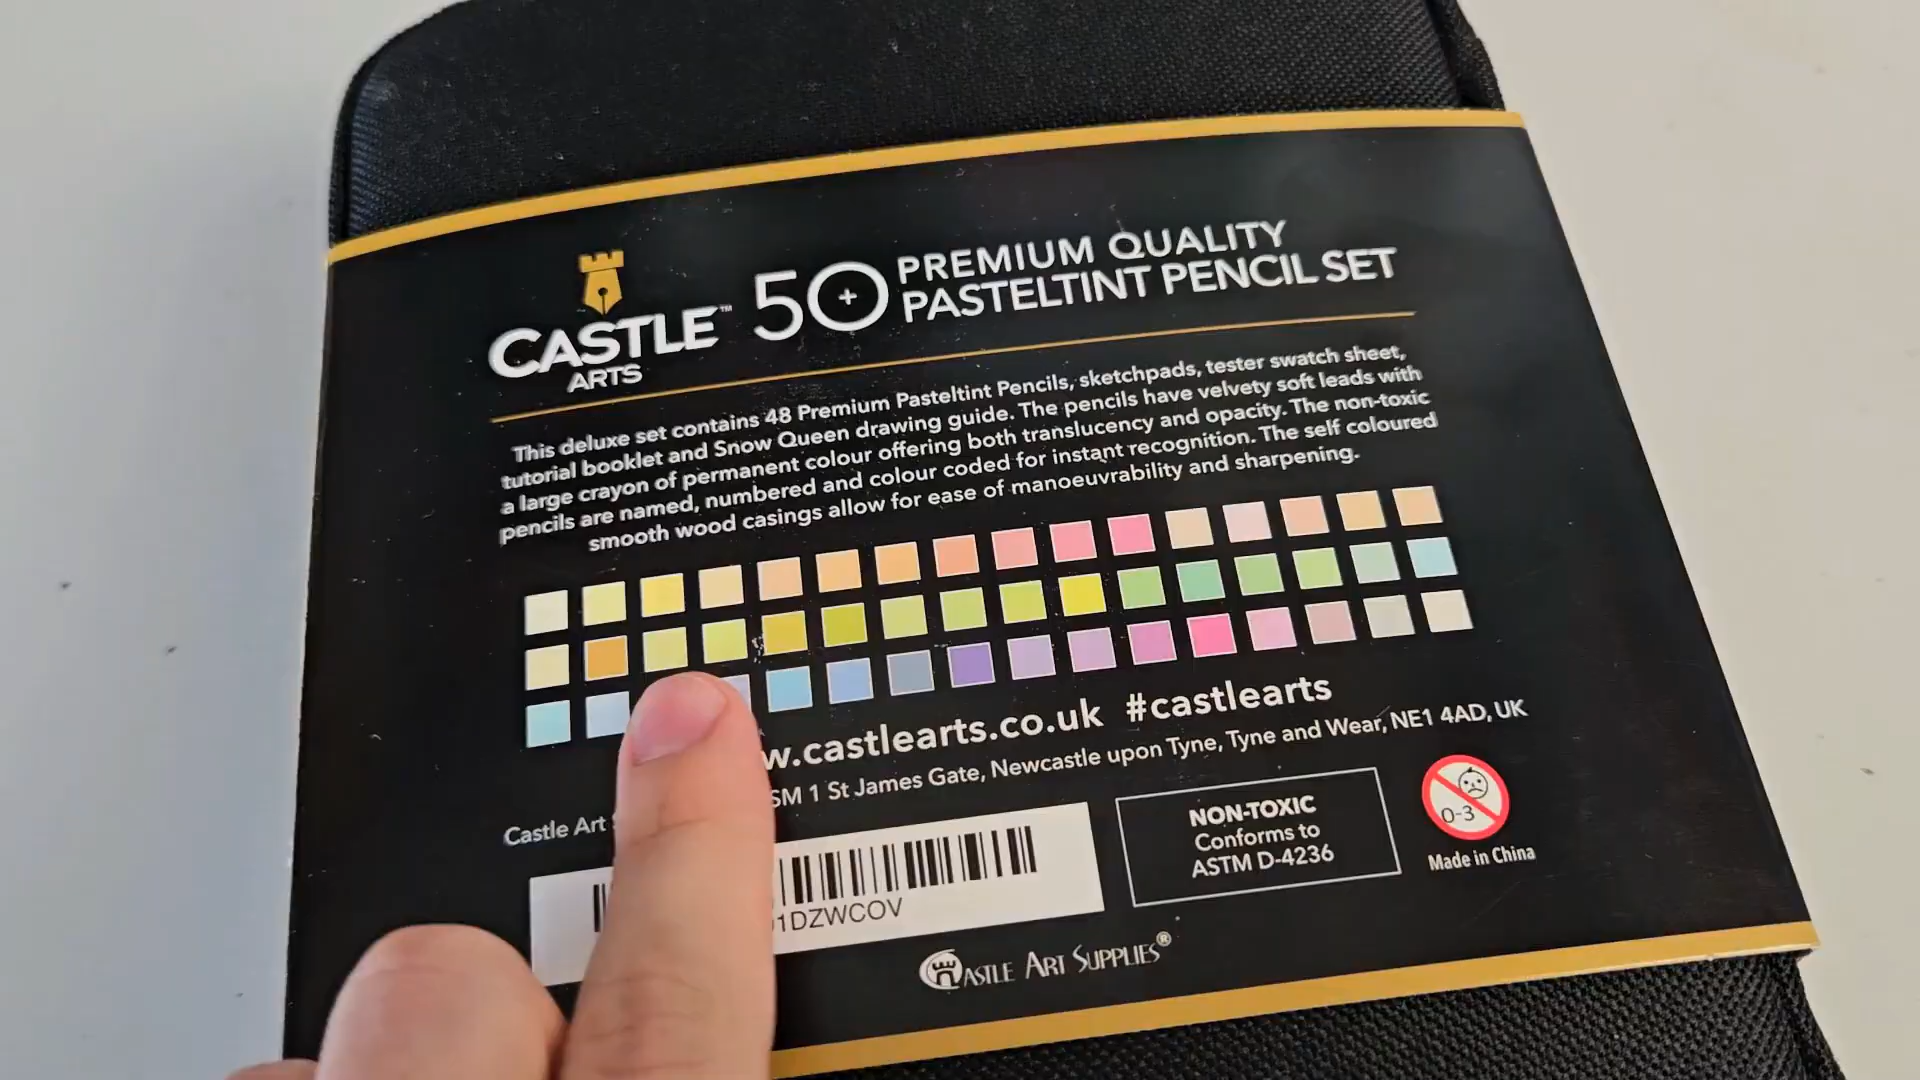 CASTLE™
ARTS
50+
PREMIUM QUALITY
PASTELTINT PENCIL SET
This deluxe set contains 48 Premium Pasteltint Pencils, sketchpads, tester swatch sheet,
tutorial booklet and Snow Queen drawing guide. The pencils have velvety soft leads with
a large crayon of permanent colour offering both translucency and opacity. The non-toxic
pencils are named, numbered and colour coded for instant recognition. The self coloured
smooth wood casings allow for ease of manoeuvrability and sharpening.
w.castlearts.co.uk #castlearts
Castle Art SM 1 St James Gate, Newcastle upon Tyne, Tyne and Wear, NE1 4AD, UK
1DZWCOV
NON-TOXIC
Conforms to
ASTM D-4236
0-3
Made in China
CASTLE ART SUPPLIES®